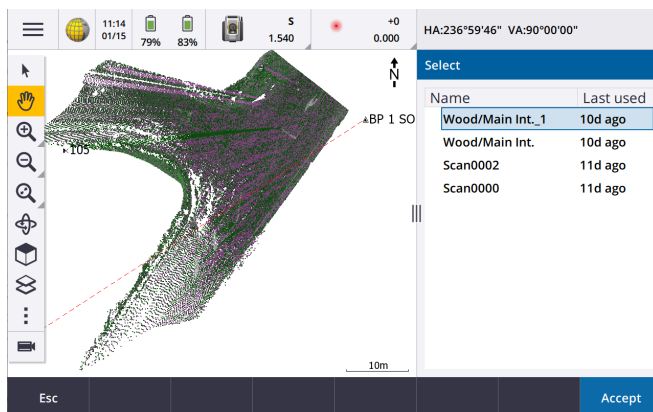 11:14
01/15
79%
83%
S
1.540
+0
0.000
HA:236°59'46" VA:90°00'00"
N
BP 1 SO
105
10m
Select
Name Last used
Wood/Main Int._1 10d ago
Wood/Main Int. 10d ago
Scan0002 11d ago
Scan0000 11d ago
Esc
Accept